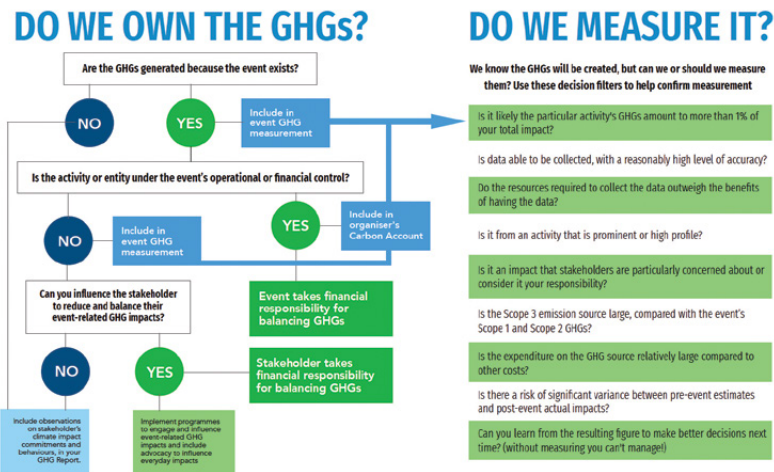 DO WE OWN THE GHGs?
Are the GHGs generated because the event exists?
NO
YES
Include in
event GHG
measurement
Is the activity or entity under the event's operational or financial control?
NO
Include in
event GHG
measurement
YES
Include in
organiser's
Carbon Account
Can you influence the stakeholder
to reduce and balance their
event-related GHG impacts?
Event takes financial
responsibility for
balancing GHGs
NO
YES
Stakeholder takes
financial responsibility
for balancing GHGs
Include observations
on stakeholder's
climate impact
commitments and
behaviours, in your
GHG Report.
Implement programmes
to engage and influence
event-related GHG
impacts and include
advocacy to influence
everyday impacts
DO WE MEASURE IT?
We know the GHGs will be created, but can we or should we measure
them? Use these decision filters to help confirm measurement
Is it likely the particular activity's GHGs amount to more than 1% of
your total impact?
Is data able to be collected, with a reasonably high level of accuracy?
Do the resources required to collect the data outweigh the benefits
of having the data?
Is it from an activity that is prominent or high profile?
Is it an impact that stakeholders are particularly concerned about or
consider it your responsibility?
Is the Scope 3 emission source large, compared with the event's
Scope 1 and Scope 2 GHGs?
Is the expenditure on the GHG source relatively large compared to
other costs?
Is there a risk of significant variance between pre-event estimates
and post-event actual impacts?
Can you learn from the resulting figure to make better decisions next
time? (without measuring you can't manage!)